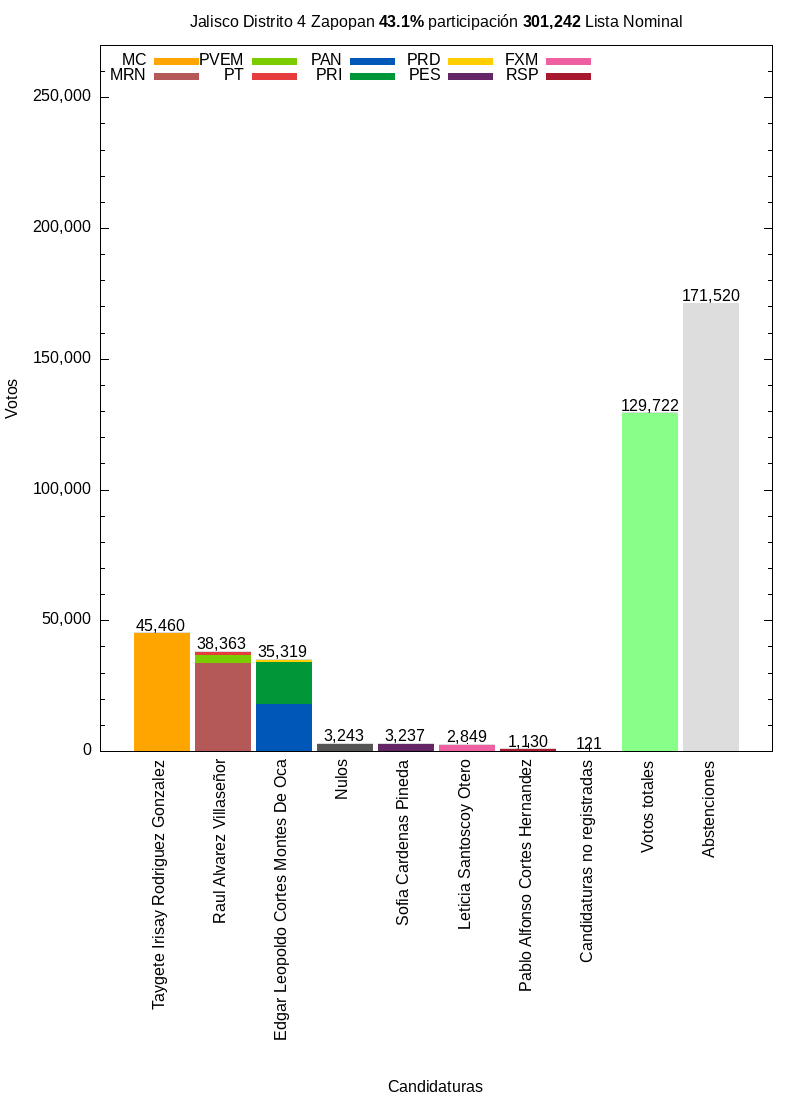 Jalisco Distrito 4 Zapopan 43.1% participación 301,242 Lista Nominal
MC PVEM PAN PRD FXM
MRN PT PRI PES RSP
250,000
200,000
150,000
100,000
50,000
0
Votos
45,460
38,363
35,319
3,243
3,237
2,849
1,130
121
129,722
171,520
Taygete Irisay Rodriguez Gonzalez
Raul Alvarez Villaseñor
Edgar Leopoldo Cortes Montes De Oca
Nulos
Sofia Cardenas Pineda
Leticia Santoscoy Otero
Pablo Alfonso Cortes Hernandez
Candidaturas no registradas
Votos totales
Abstenciones
Candidaturas